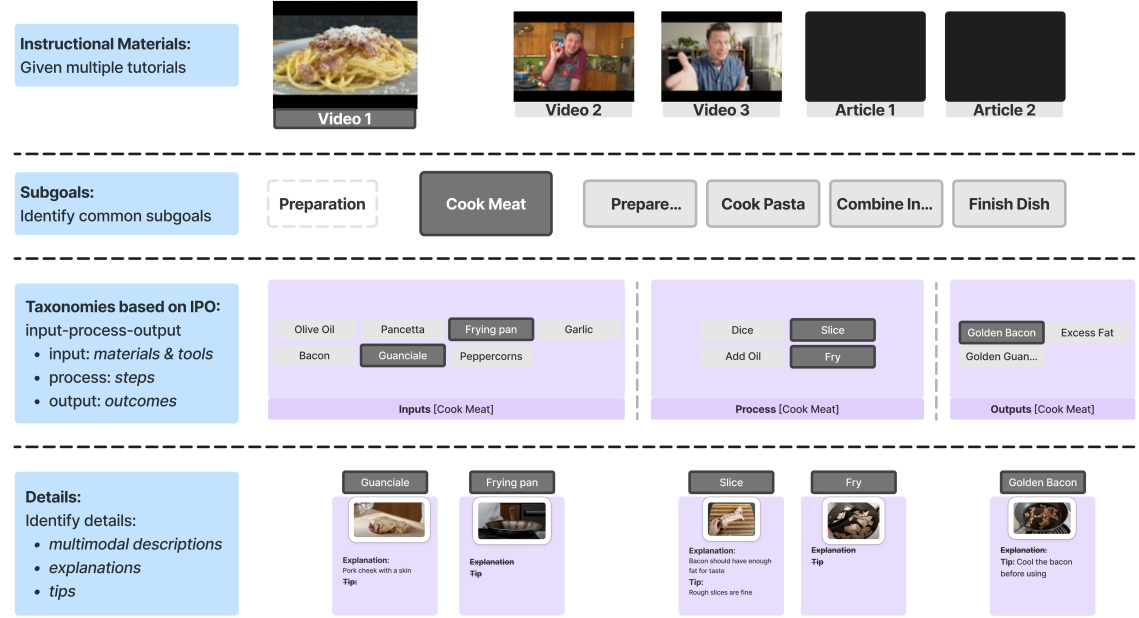 Instructional Materials:
Given multiple tutorials
Video 1
Video 2
Video 3
Article 1
Article 2
Subgoals:
Identify common subgoals
Preparation
Cook Meat
Prepare...
Cook Pasta
Combine In...
Finish Dish
Taxonomies based on IPO:
input-process-output
• input: materials & tools
• process: steps
• output: outcomes
Olive Oil
Pancetta
Frying pan
Garlic
Bacon
Guanciale
Peppercorns
Inputs [Cook Meat]
Dice
Slice
Add Oil
Fry
Process [Cook Meat]
Golden Bacon
Excess Fat
Golden Guan...
Outputs [Cook Meat]
Details:
Identify details:
• multimodal descriptions
• explanations
• tips
Guanciale
Explanation:
Pork cheek with a skin
Tip:
Frying pan
Explanation
Tip
Slice
Explanation:
Bacon should have enough
fat for taste
Tip:
Rough slices are fine
Fry
Explanation
Tip
Golden Bacon
Explanation:
Tip: Cool the bacon
before using